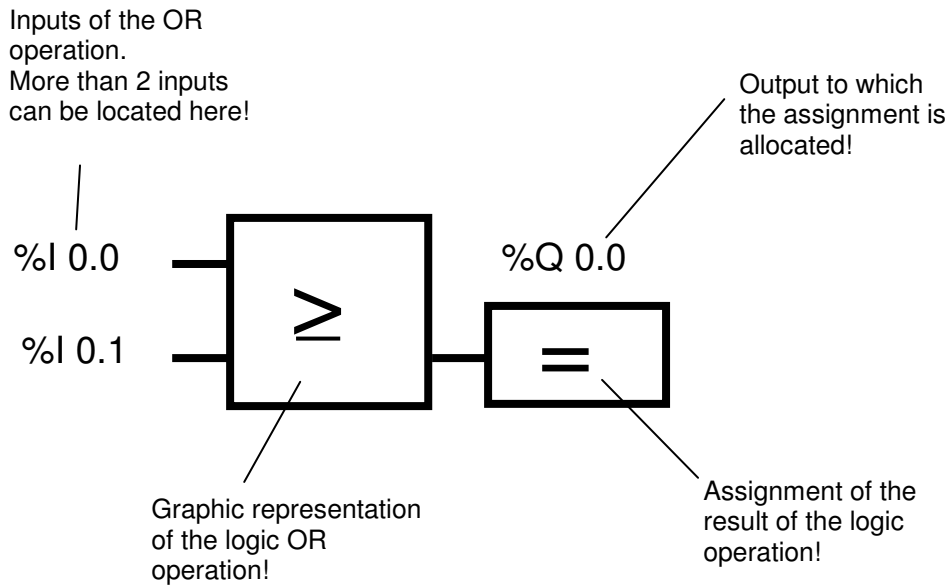 Inputs of the OR
operation.
More than 2 inputs
can be located here!
Output to which
the assignment is
allocated!
%I 0.0
%Q 0.0
≥
%I 0.1
=
Graphic representation
of the logic OR
operation!
Assignment of the
result of the logic
operation!